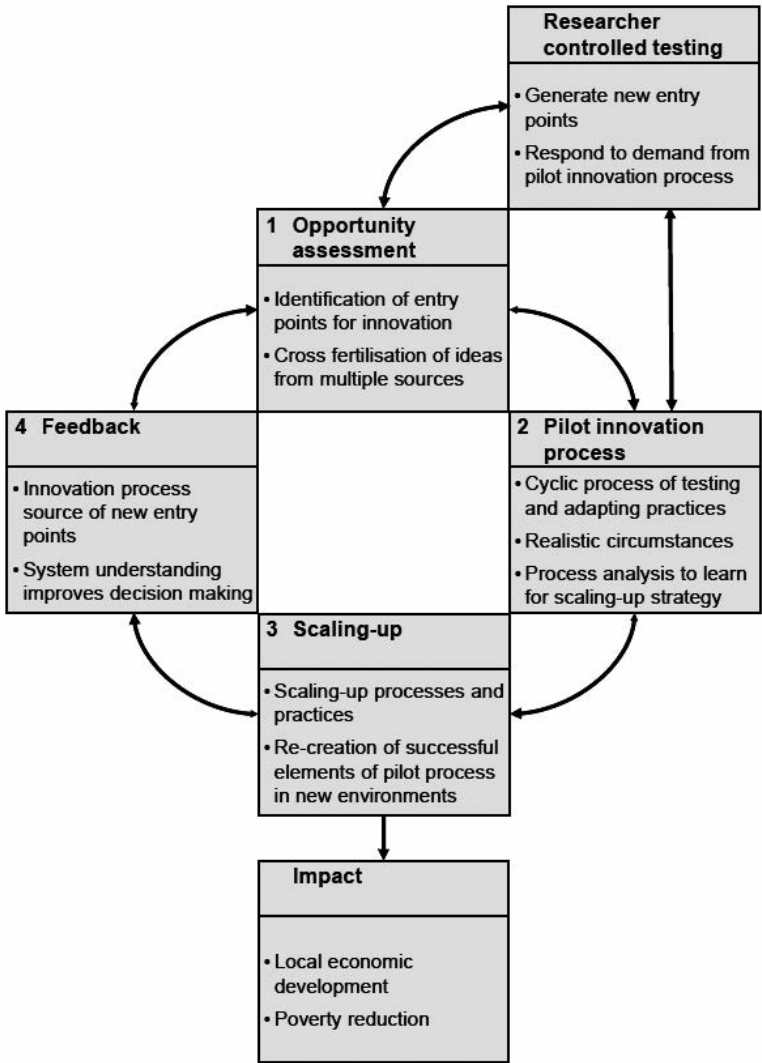 Researcher
controlled testing
• Generate new entry
points
• Respond to demand from
pilot innovation process
1 Opportunity
assessment
• Identification of entry
points for innovation
• Cross fertilisation of ideas
from multiple sources
4 Feedback
• Innovation process
source of new entry
points
• System understanding
improves decision making
2 Pilot innovation
process
• Cyclic process of testing
and adapting practices
• Realistic circumstances
• Process analysis to learn
for scaling-up strategy
3 Scaling-up
• Scaling-up processes and
practices
• Re-creation of successful
elements of pilot process
in new environments
Impact
• Local economic
development
• Poverty reduction